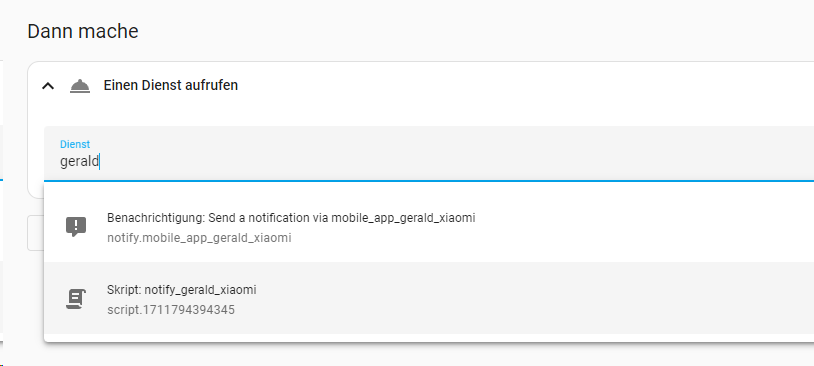 Dann mache
Einen Dienst aufrufen
Dienst
gerald
Benachrichtigung: Send a notification via mobile_app_gerald_xiaomi
notify.mobile_app_gerald_xiaomi
Skript: notify_gerald_xiaomi
script.1711794394345